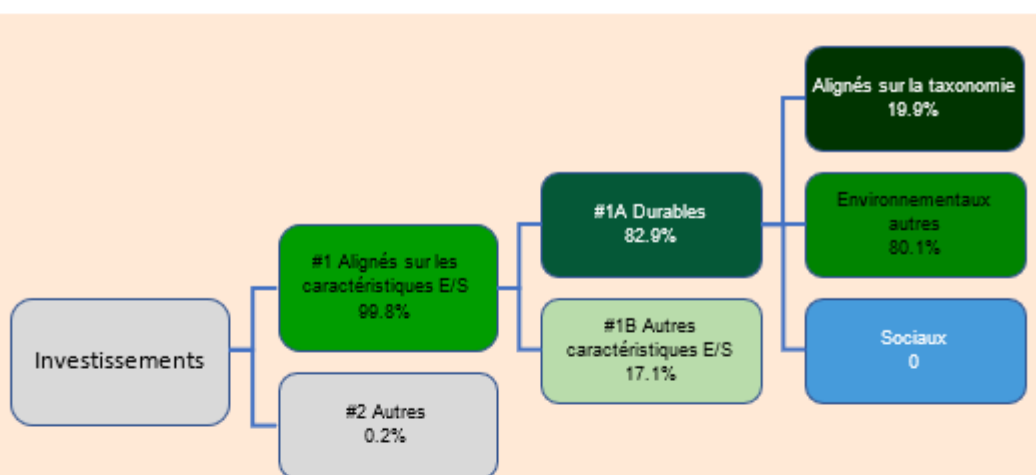 Investissements
#1 Alignés sur les
caractéristiques E/S
99.8%
#2 Autres
0.2%
#1A Durables
82.9%
#1B Autres
caractéristiques E/S
17.1%
Alignés sur la taxonomie
19.9%
Environnementaux
autres
80.1%
Sociaux
0